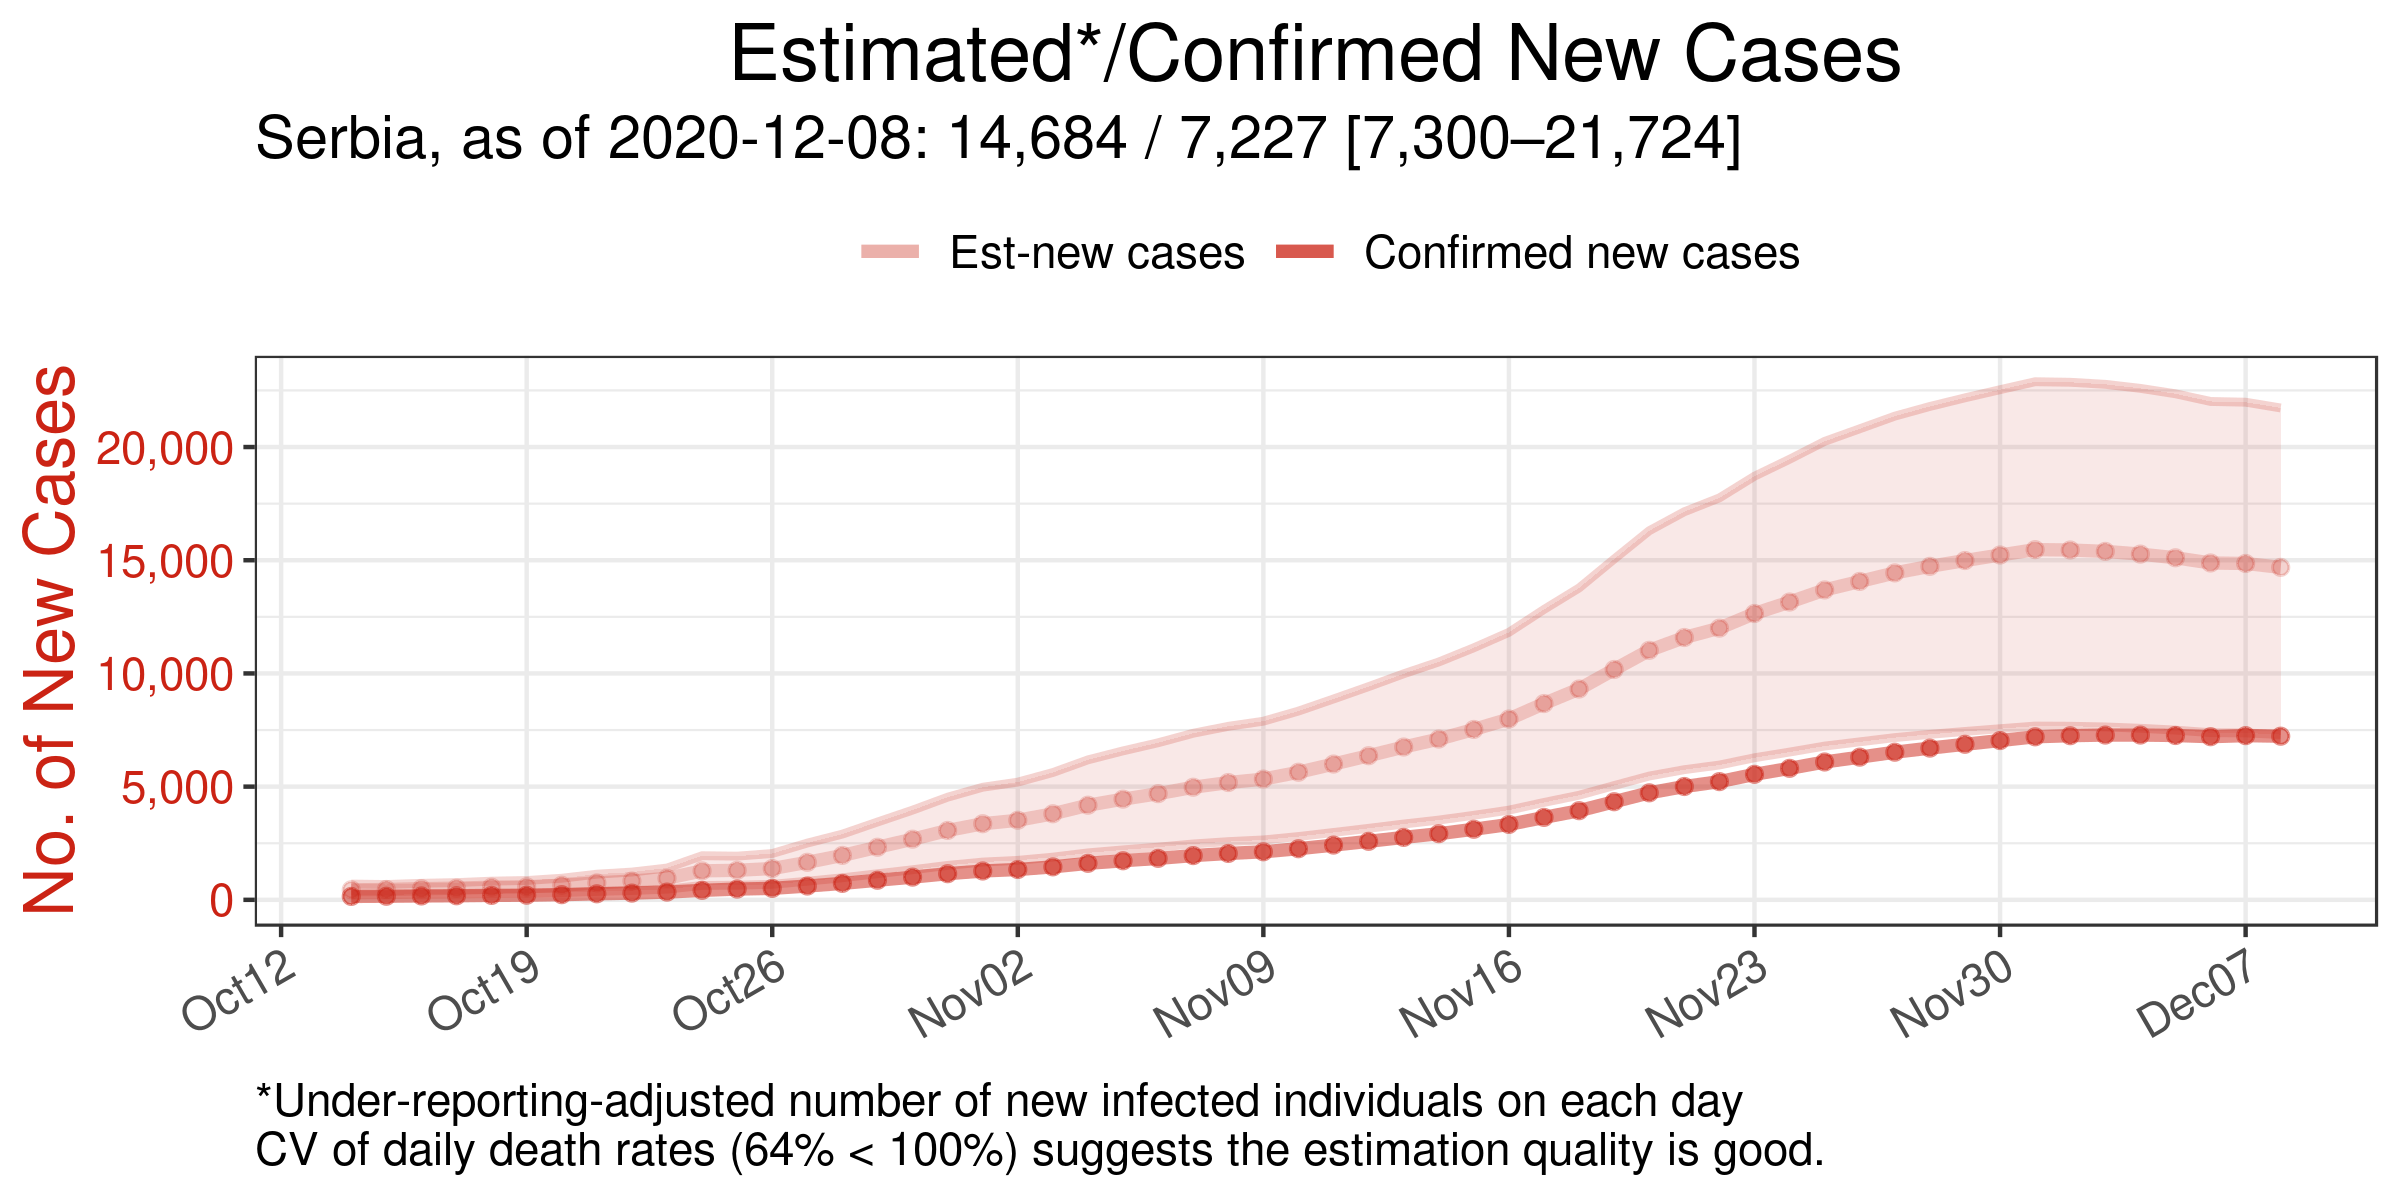 Estimated*/Confirmed New Cases
Serbia, as of 2020-12-08: 14,684 / 7,227 [7,300–21,724]
Est-new cases
Confirmed new cases
No. of New Cases
20,000
15,000
10,000
5,000
0
Oct12
Oct19
Oct26
Nov02
Nov09
Nov16
Nov23
Nov30
Dec07
*Under-reporting-adjusted number of new infected individuals on each day
CV of daily death rates (64% < 100%) suggests the estimation quality is good.